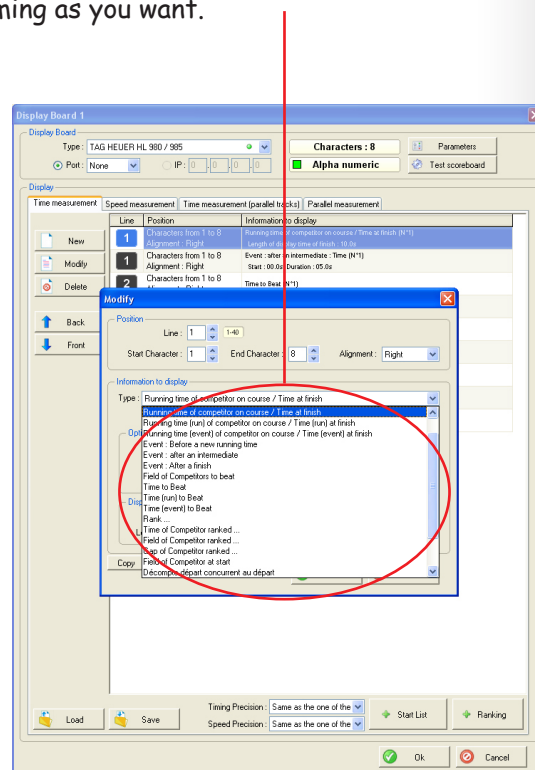 ning as you want.
Display Board 1
Display Board
Type : TAG HEUER HL 980 / 985
Characters : 8
Parameters
Port : None
IP : 0 . 0 . 0 . 0
Alpha numeric
Test scoreboard
Display
Time measurement Speed measurement Time measurement (parallel tracks) Parallel measurement
Line Position Information to display
New
1 Characters from 1 to 8 Running time of competitor on course / Time at finish (N°1)
Alignment : Right Length of display time of finish : 10.0s
Modify
1 Characters from 1 to 8 Event : after an intermediate : Time (N°1)
Alignment : Right Start : 00.0s Duration : 05.0s
Delete
2 Characters from 1 to 8 Time to Beat (N°1)
Back
Front
Modify
Position
Line : 1 1-40
Start Character : 1 End Character : 8 Alignment : Right
Information to display
Type : Running time of competitor on course / Time at finish
Running time of competitor on course / Time at finish
Running time (run) of competitor on course / Time (run) at finish
Running time (event) of competitor on course / Time (event) at finish
Event : Before a new running time
Event : after an intermediate
Event : After a finish
Field of Competitors to beat
Time to Beat
Time (run) to Beat
Time (event) to Beat
Rank ...
Time of Competitor ranked ...
Field of Competitor ranked ...
Gap of Competitor ranked ...
Field of Competitor at start
Décompte départ concurrent au départ
Copy
Load
Save
Timing Precision : Same as the one of the
Speed Precision : Same as the one of the
Start List
Ranking
Ok
Cancel